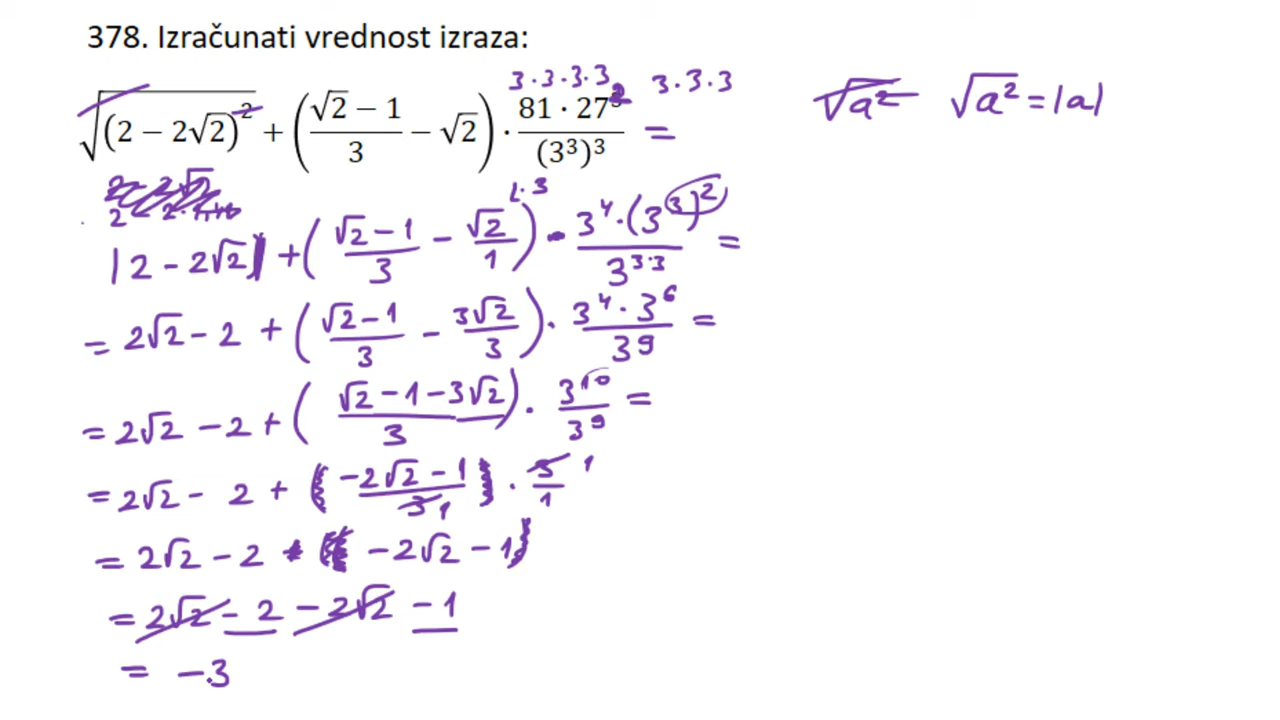 378. Izračunati vrednost izraza:
3·3·3·3 3·3·3
√(2 − 2√2)² + ((√2 − 1)/3 − √2) · (81 · 27²)/(3³)³ =
√a² √a² = |a|
|2 − 2√2| + ((√2 − 1)/3 − √2/1) · (3⁴ · (3³)²)/3^(3·3) =
= 2√2 − 2 + ((√2 − 1)/3 − 3√2/3) · (3⁴ · 3⁶)/3⁹ =
= 2√2 − 2 + ((√2 − 1 − 3√2)/3) · 3¹⁰/3⁹ =
= 2√2 − 2 + ((−2√2 − 1)/3 1) · 3/1 1
= 2√2 − 2 + (−2√2 − 1)
= 2√2 − 2 − 2√2 − 1
= −3